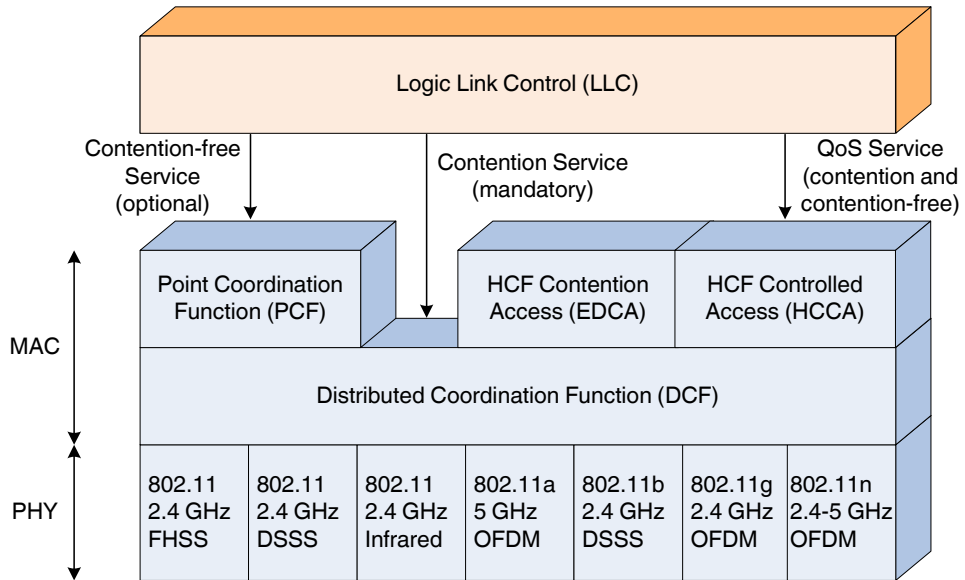 Logic Link Control (LLC)
Contention-free
Service
(optional)
Contention Service
(mandatory)
QoS Service
(contention and
contention-free)
MAC
Point Coordination
Function (PCF)
HCF Contention
Access (EDCA)
HCF Controlled
Access (HCCA)
Distributed Coordination Function (DCF)
PHY
802.11
2.4 GHz
FHSS
802.11
2.4 GHz
DSSS
802.11
2.4 GHz
Infrared
802.11a
5 GHz
OFDM
802.11b
2.4 GHz
DSSS
802.11g
2.4 GHz
OFDM
802.11n
2.4-5 GHz
OFDM